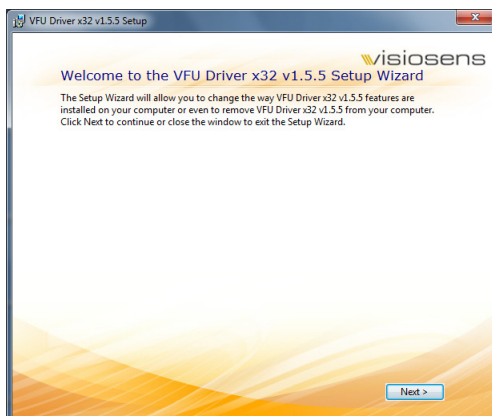 VFU Driver x32 v1.5.5 Setup
visiosens
Welcome to the VFU Driver x32 v1.5.5 Setup Wizard
The Setup Wizard will allow you to change the way VFU Driver x32 v1.5.5 features are
installed on your computer or even to remove VFU Driver x32 v1.5.5 from your computer.
Click Next to continue or close the window to exit the Setup Wizard.
Next >